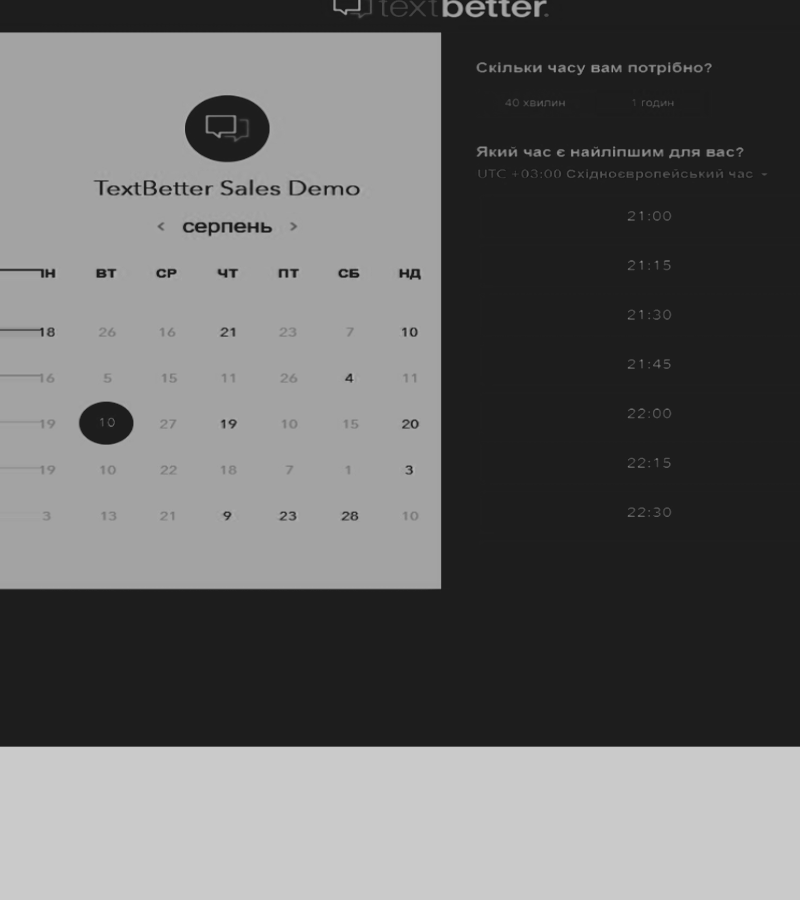 textbetter.
TextBetter Sales Demo
< серпень >
ІН ВТ СР ЧТ ПТ СБ НД
18 26 16 21 23 7 10
16 5 15 11 26 4 11
19 10 27 19 10 15 20
19 10 22 18 7 1 3
3 13 21 9 23 28 10
Скільки часу вам потрібно?
40 хвилин 1 годин
Який час є найліпшим для вас?
UTC +03:00 Східноєвропейський час
21:00
21:15
21:30
21:45
22:00
22:15
22:30